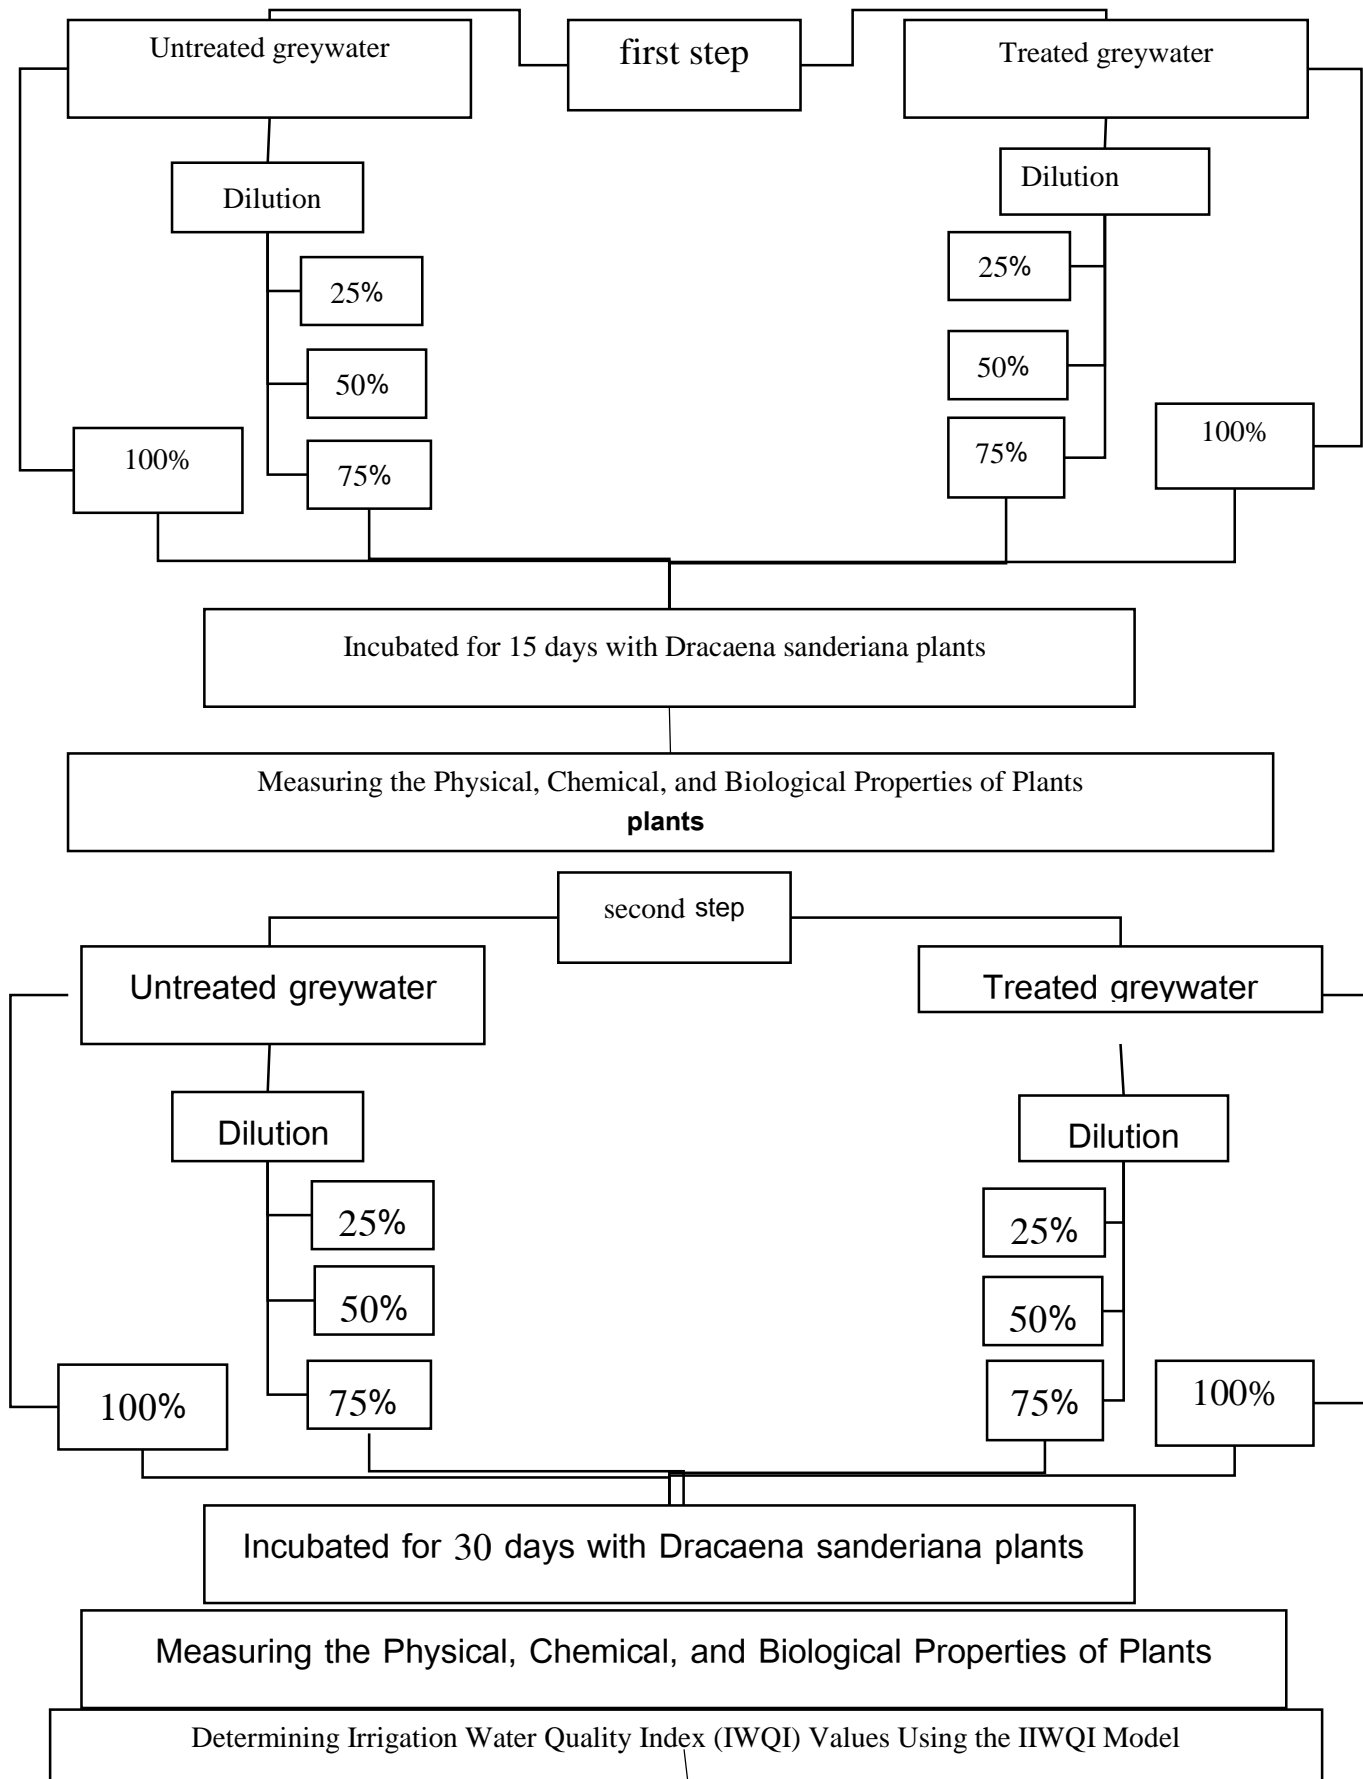 first step
Untreated greywater
Treated greywater
Dilution
Dilution
25%
50%
75%
100%
25%
50%
75%
100%
Incubated for 15 days with Dracaena sanderiana plants
Measuring the Physical, Chemical, and Biological Properties of Plants
plants
second step
Untreated greywater
Treated greywater
Dilution
Dilution
25%
50%
75%
100%
25%
50%
75%
100%
Incubated for 30 days with Dracaena sanderiana plants
Measuring the Physical, Chemical, and Biological Properties of Plants
Determining Irrigation Water Quality Index (IWQI) Values Using the IIWQI Model